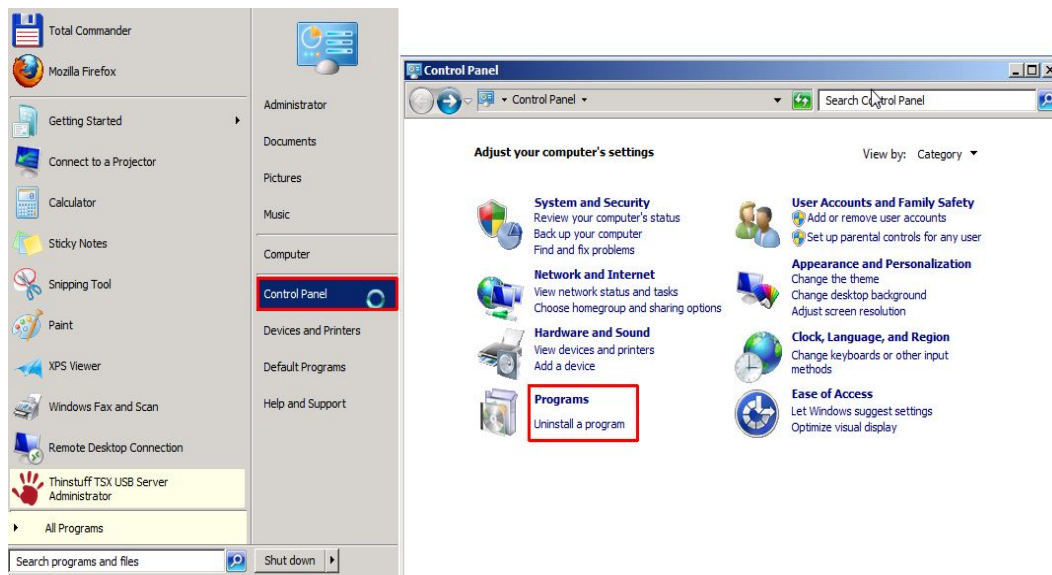 Total Commander
Mozilla Firefox
Getting Started
Connect to a Projector
Calculator
Sticky Notes
Snipping Tool
Paint
XPS Viewer
Windows Fax and Scan
Remote Desktop Connection
Thinstuff TSX USB Server
Administrator
All Programs
Search programs and files
Administrator
Documents
Pictures
Music
Computer
Control Panel
Devices and Printers
Default Programs
Help and Support
Shut down
Control Panel
Control Panel
Search Control Panel
Adjust your computer's settings
View by: Category
System and Security
Review your computer's status
Back up your computer
Find and fix problems
Network and Internet
View network status and tasks
Choose homegroup and sharing options
Hardware and Sound
View devices and printers
Add a device
Programs
Uninstall a program
User Accounts and Family Safety
Add or remove user accounts
Set up parental controls for any user
Appearance and Personalization
Change the theme
Change desktop background
Adjust screen resolution
Clock, Language, and Region
Change keyboards or other input
methods
Ease of Access
Let Windows suggest settings
Optimize visual display